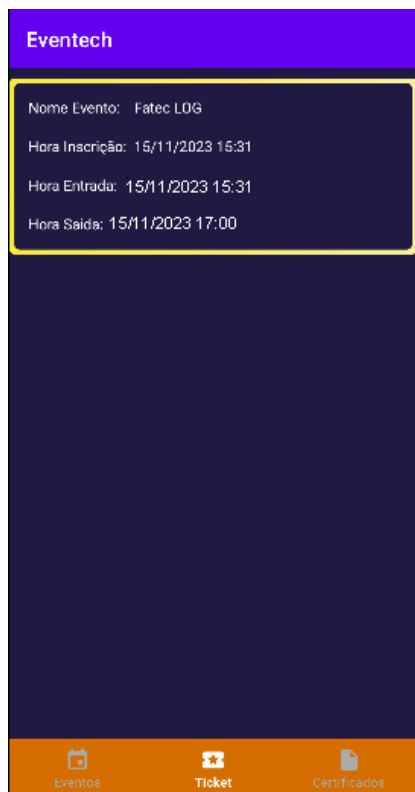 Eventech
Nome Evento: Fatec LOG
Hora Inscrição: 15/11/2023 15:31
Hora Entrada: 15/11/2023 15:31
Hora Saida: 15/11/2023 17:00
Eventos Ticket Certificados